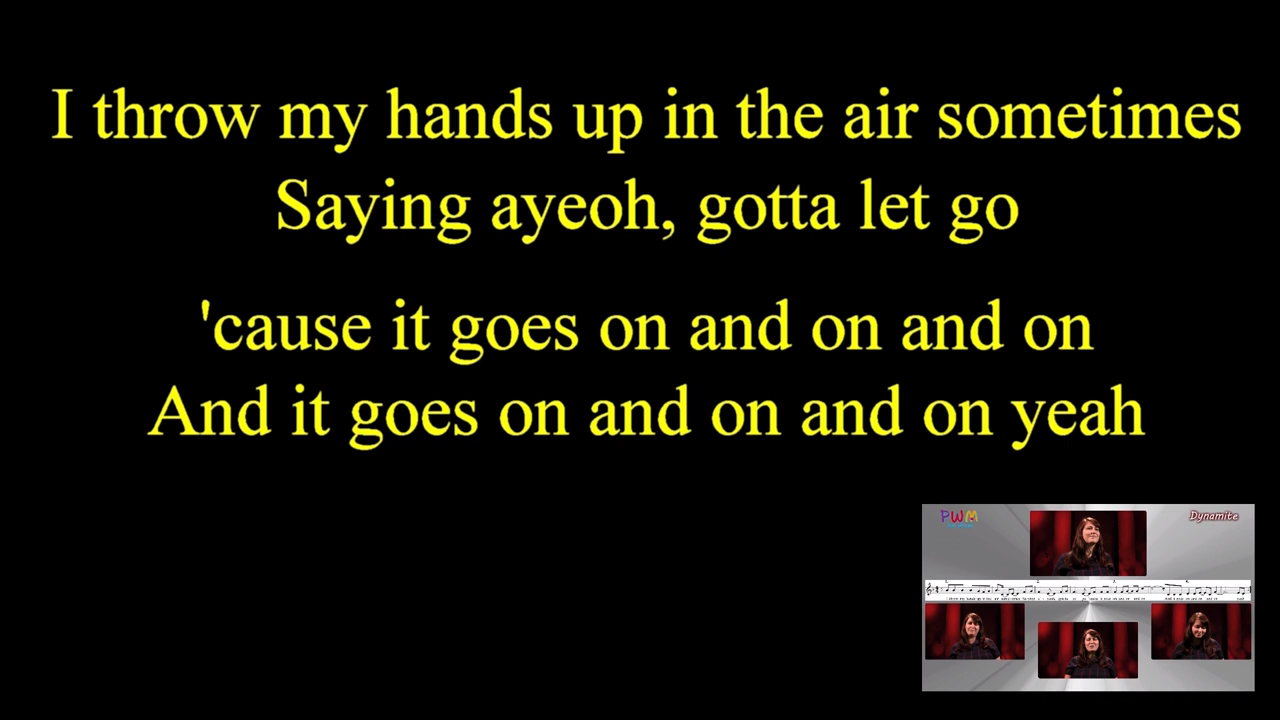 I throw my hands up in the air sometimes
Saying ayeoh, gotta let go
'cause it goes on and on and on
And it goes on and on and on yeah
PWM
Dynamite